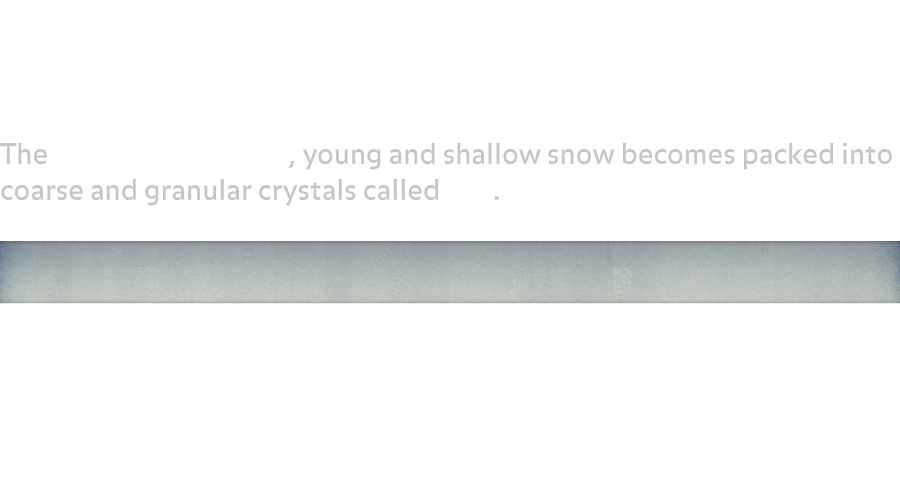 The , young and shallow snow becomes packed into
coarse and granular crystals called .